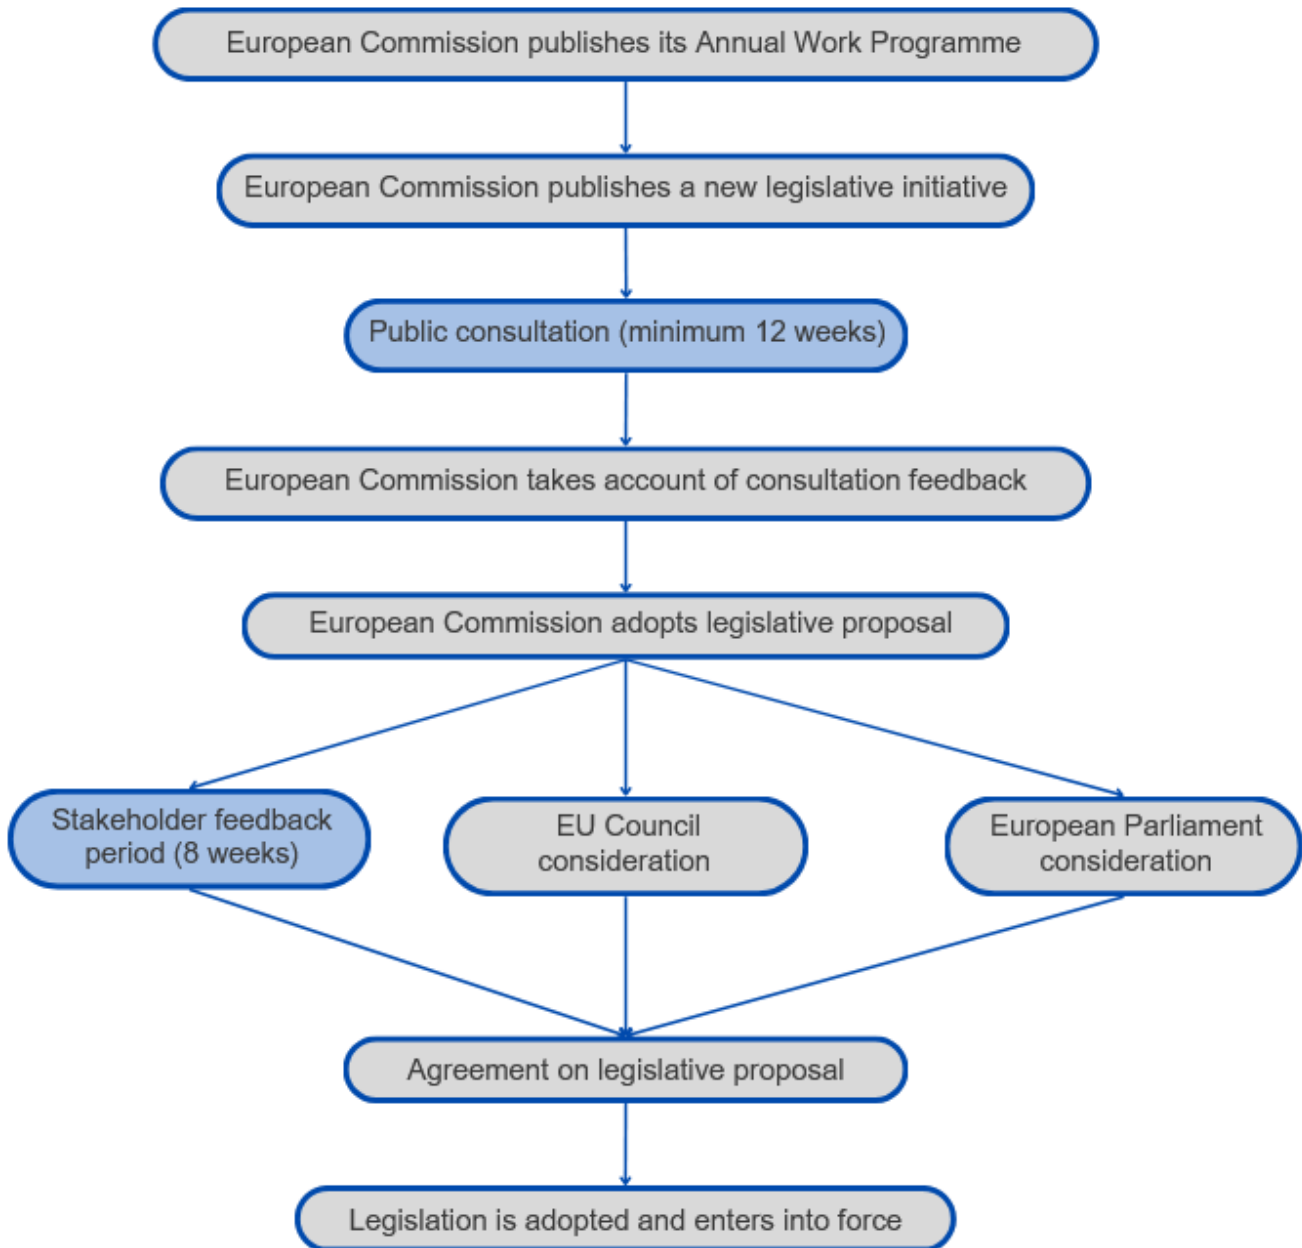 European Commission publishes its Annual Work Programme
European Commission publishes a new legislative initiative
Public consultation (minimum 12 weeks)
European Commission takes account of consultation feedback
European Commission adopts legislative proposal
Stakeholder feedback
period (8 weeks)
EU Council
consideration
European Parliament
consideration
Agreement on legislative proposal
Legislation is adopted and enters into force